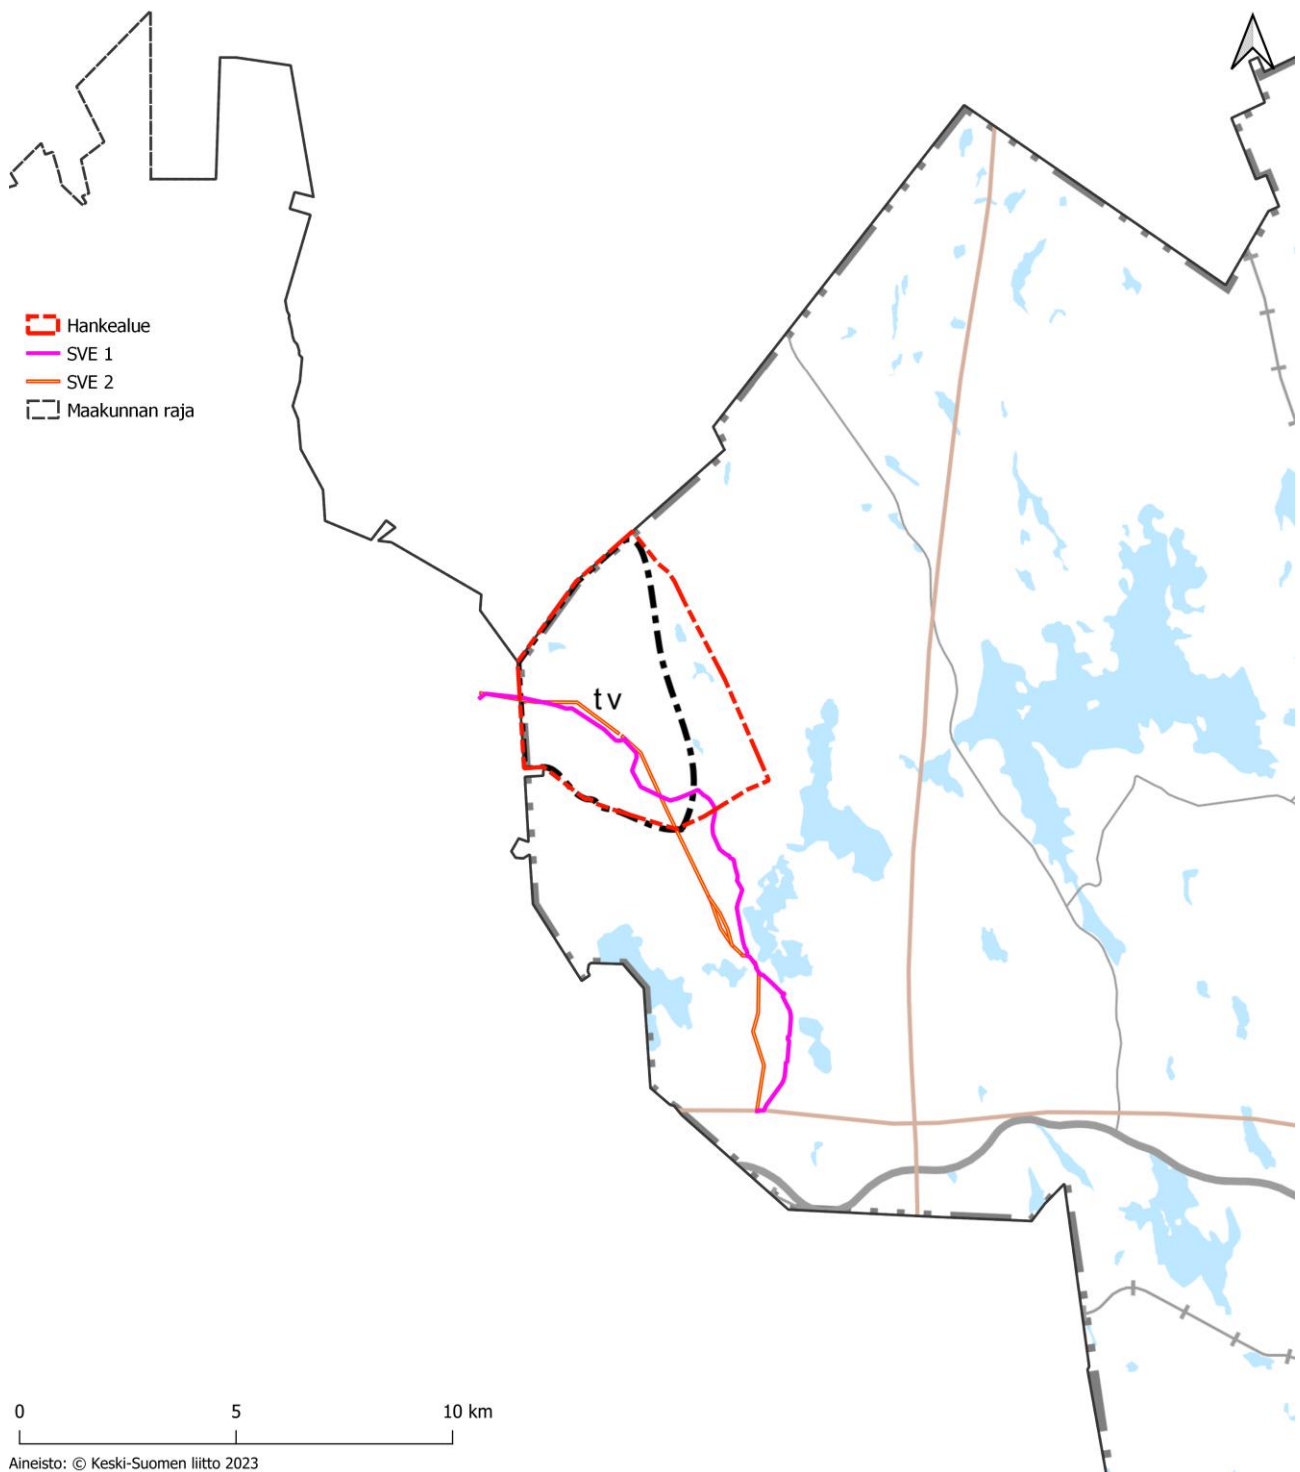 Hankealue
SVE 1
SVE 2
Maakunnan raja
tv
0 5 10 km
Aineisto: © Keski-Suomen liitto 2023